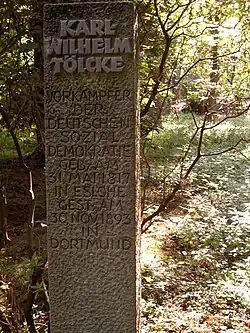 KARL
WILHELM
TÖLCKE
VORKÄMPFER
DER
DEUTSCHEN
SOZIAL
DEMOKRATIE
GEB. AM
31. MAI 1817
IN ESLOHE
GEST. AM
30. NOV. 1893
IN
DORTMUND